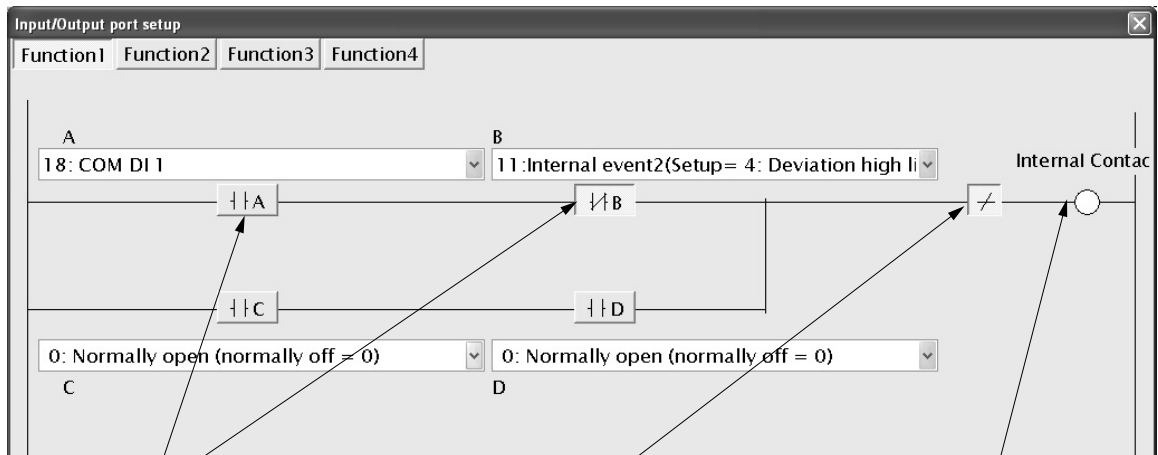 Input/Output port setup
Function1 Function2 Function3 Function4
A B
18: COM DI 1 11:Internal event2(Setup= 4: Deviation high li Internal Contac
A B
C D
0: Normally open (normally off = 0) 0: Normally open (normally off = 0)
C D